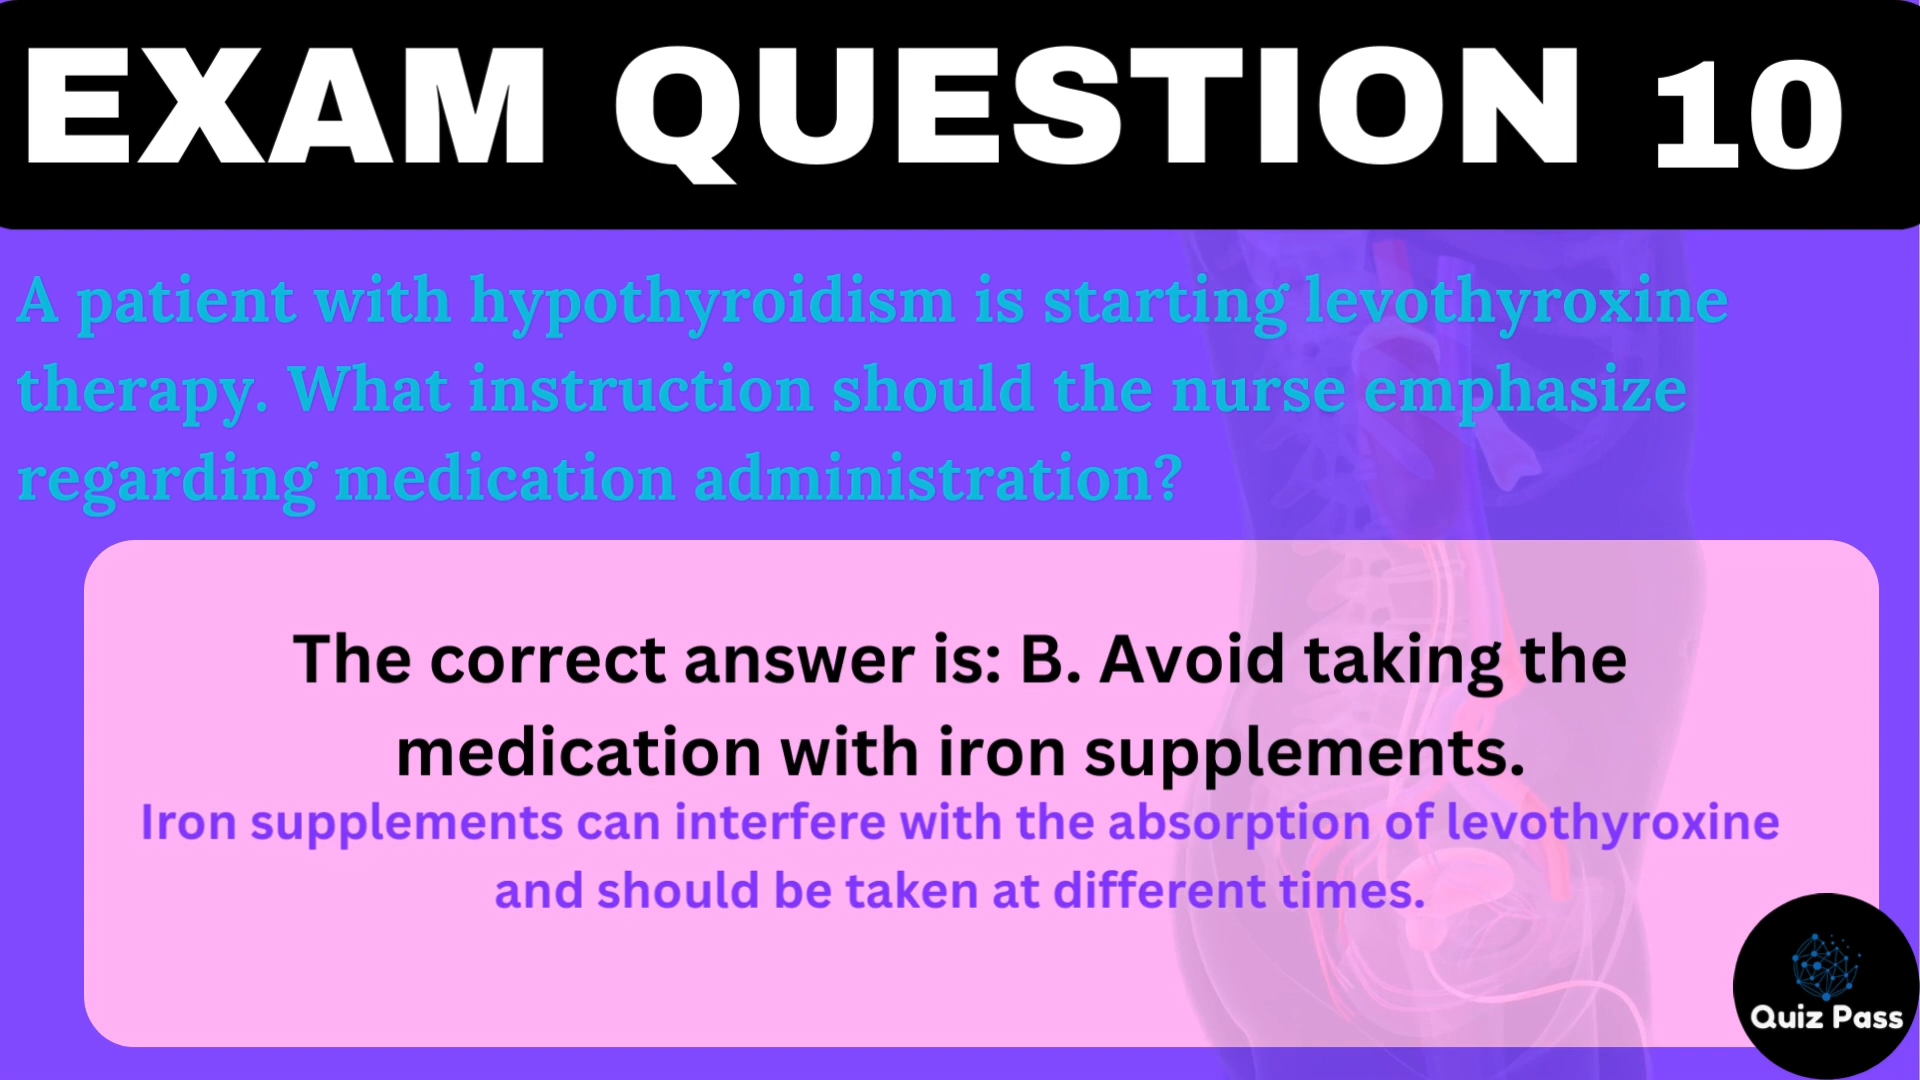 EXAM QUESTION 10
A patient with hypothyroidism is starting levothyroxine
therapy. What instruction should the nurse emphasize
regarding medication administration?
The correct answer is: B. Avoid taking the
medication with iron supplements.
Iron supplements can interfere with the absorption of levothyroxine
and should be taken at different times.
Quiz Pass